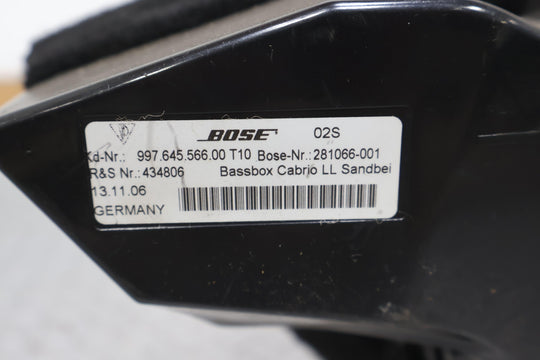 BOSE 02S
Kd-Nr.: 997.645.566.00 T10 Bose-Nr.:281066-001
R&S Nr.: 434806 Bassbox Cabrio LL Sandbei
13.11.06
GERMANY